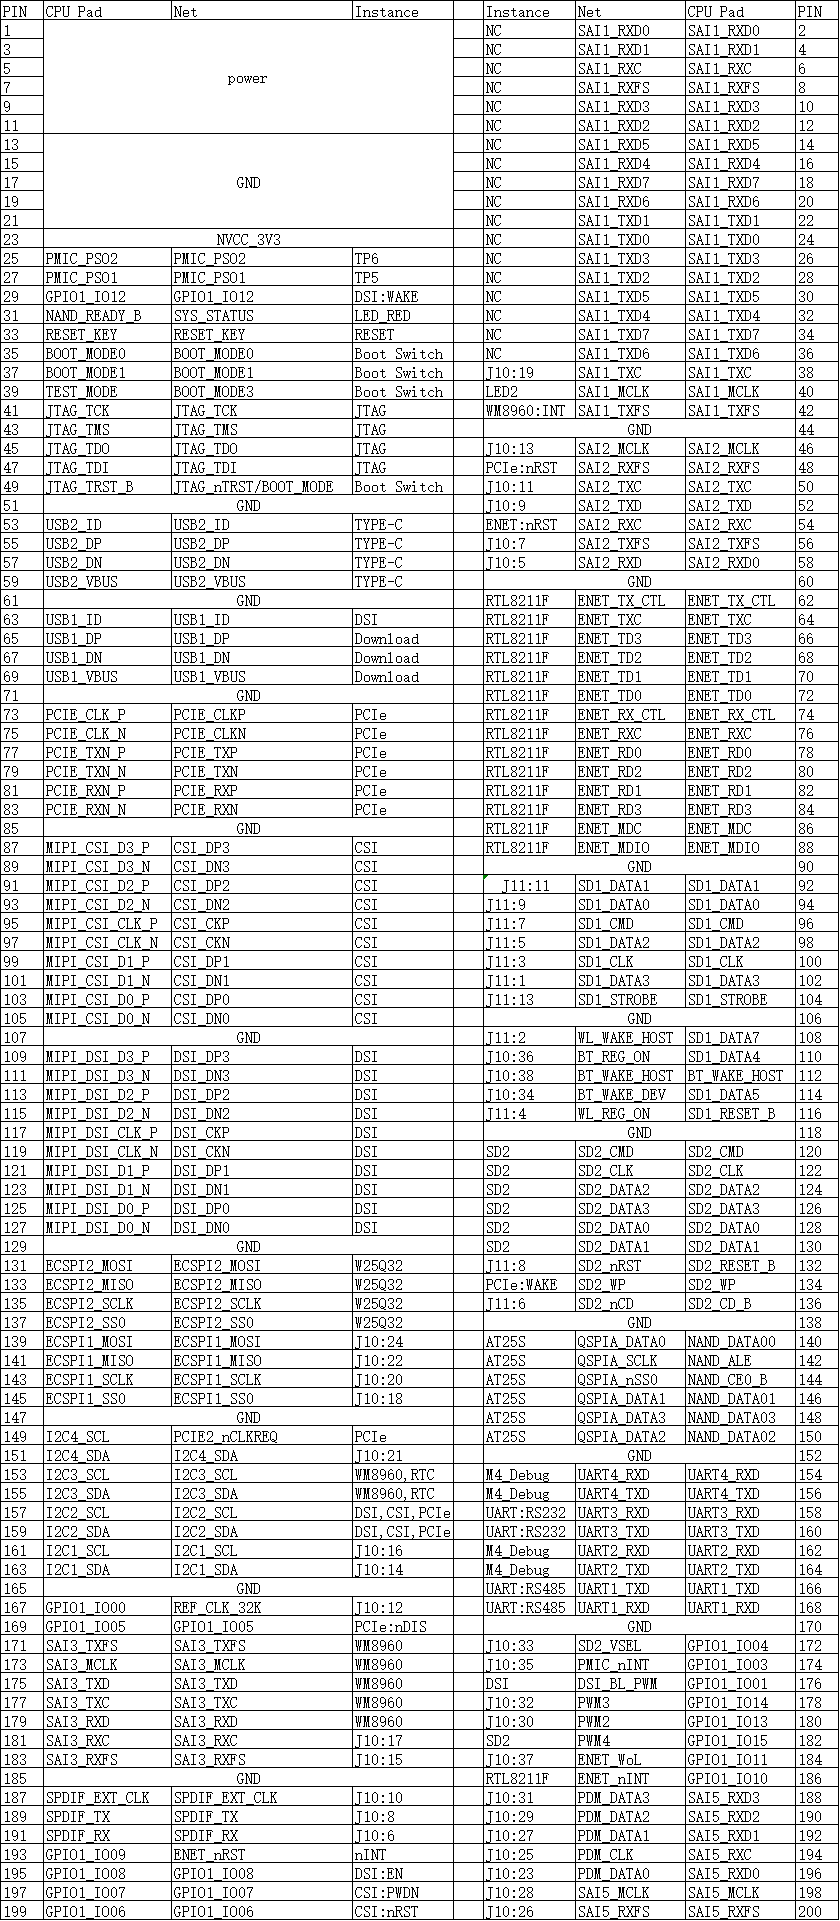 PIN CPU Pad Net Instance Instance Net CPU Pad PIN
1 power NC SAI1_RXD0 SAI1_RXD0 2
3 NC SAI1_RXD1 SAI1_RXD1 4
5 NC SAI1_RXC SAI1_RXC 6
7 NC SAI1_RXFS SAI1_RXFS 8
9 NC SAI1_RXD3 SAI1_RXD3 10
11 NC SAI1_RXD2 SAI1_RXD2 12
13 GND NC SAI1_RXD5 SAI1_RXD5 14
15 NC SAI1_RXD4 SAI1_RXD4 16
17 NC SAI1_RXD7 SAI1_RXD7 18
19 NC SAI1_RXD6 SAI1_RXD6 20
21 NC SAI1_TXD1 SAI1_TXD1 22
23 NVCC_3V3 NC SAI1_TXD0 SAI1_TXD0 24
25 PMIC_PSO2 PMIC_PSO2 TP6 NC SAI1_TXD3 SAI1_TXD3 26
27 PMIC_PSO1 PMIC_PSO1 TP5 NC SAI1_TXD2 SAI1_TXD2 28
29 GPIO1_IO12 GPIO1_IO12 DSI:WAKE NC SAI1_TXD5 SAI1_TXD5 30
31 NAND_READY_B SYS_STATUS LED_RED NC SAI1_TXD4 SAI1_TXD4 32
33 RESET_KEY RESET_KEY RESET NC SAI1_TXD7 SAI1_TXD7 34
35 BOOT_MODE0 BOOT_MODE0 Boot Switch NC SAI1_TXD6 SAI1_TXD6 36
37 BOOT_MODE1 BOOT_MODE1 Boot Switch J10:19 SAI1_TXC SAI1_TXC 38
39 TEST_MODE BOOT_MODE3 Boot Switch LED2 SAI1_MCLK SAI1_MCLK 40
41 JTAG_TCK JTAG_TCK JTAG WM8960:INT SAI1_TXFS SAI1_TXFS 42
43 JTAG_TMS JTAG_TMS JTAG GND 44
45 JTAG_TDO JTAG_TDO JTAG J10:13 SAI2_MCLK SAI2_MCLK 46
47 JTAG_TDI JTAG_TDI JTAG PCIe:nRST SAI2_RXFS SAI2_RXFS 48
49 JTAG_TRST_B JTAG_nTRST/BOOT_MODE Boot Switch J10:11 SAI2_TXC SAI2_TXC 50
51 GND J10:9 SAI2_TXD SAI2_TXD 52
53 USB2_ID USB2_ID TYPE-C ENET:nRST SAI2_RXC SAI2_RXC 54
55 USB2_DP USB2_DP TYPE-C J10:7 SAI2_TXFS SAI2_TXFS 56
57 USB2_DN USB2_DN TYPE-C J10:5 SAI2_RXD SAI2_RXD0 58
59 USB2_VBUS USB2_VBUS TYPE-C GND 60
61 GND RTL8211F ENET_TX_CTL ENET_TX_CTL 62
63 USB1_ID USB1_ID DSI RTL8211F ENET_TXC ENET_TXC 64
65 USB1_DP USB1_DP Download RTL8211F ENET_TD3 ENET_TD3 66
67 USB1_DN USB1_DN Download RTL8211F ENET_TD2 ENET_TD2 68
69 USB1_VBUS USB1_VBUS Download RTL8211F ENET_TD1 ENET_TD1 70
71 GND RTL8211F ENET_TD0 ENET_TD0 72
73 PCIE_CLK_P PCIE_CLKP PCIe RTL8211F ENET_RX_CTL ENET_RX_CTL 74
75 PCIE_CLK_N PCIE_CLKN PCIe RTL8211F ENET_RXC ENET_RXC 76
77 PCIE_TXN_P PCIE_TXP PCIe RTL8211F ENET_RD0 ENET_RD0 78
79 PCIE_TXN_N PCIE_TXN PCIe RTL8211F ENET_RD2 ENET_RD2 80
81 PCIE_RXN_P PCIE_RXP PCIe RTL8211F ENET_RD1 ENET_RD1 82
83 PCIE_RXN_N PCIE_RXN PCIe RTL8211F ENET_RD3 ENET_RD3 84
85 GND RTL8211F ENET_MDC ENET_MDC 86
87 MIPI_CSI_D3_P CSI_DP3 CSI RTL8211F ENET_MDIO ENET_MDIO 88
89 MIPI_CSI_D3_N CSI_DN3 CSI GND 90
91 MIPI_CSI_D2_P CSI_DP2 CSI J11:11 SD1_DATA1 SD1_DATA1 92
93 MIPI_CSI_D2_N CSI_DN2 CSI J11:9 SD1_DATA0 SD1_DATA0 94
95 MIPI_CSI_CLK_P CSI_CKP CSI J11:7 SD1_CMD SD1_CMD 96
97 MIPI_CSI_CLK_N CSI_CKN CSI J11:5 SD1_DATA2 SD1_DATA2 98
99 MIPI_CSI_D1_P CSI_DP1 CSI J11:3 SD1_CLK SD1_CLK 100
101 MIPI_CSI_D1_N CSI_DN1 CSI J11:1 SD1_DATA3 SD1_DATA3 102
103 MIPI_CSI_D0_P CSI_DP0 CSI J11:13 SD1_STROBE SD1_STROBE 104
105 MIPI_CSI_D0_N CSI_DN0 CSI GND 106
107 GND J11:2 WL_WAKE_HOST SD1_DATA7 108
109 MIPI_DSI_D3_P DSI_DP3 DSI J10:36 BT_REG_ON SD1_DATA4 110
111 MIPI_DSI_D3_N DSI_DN3 DSI J10:38 BT_WAKE_HOST BT_WAKE_HOST 112
113 MIPI_DSI_D2_P DSI_DP2 DSI J10:34 BT_WAKE_DEV SD1_DATA5 114
115 MIPI_DSI_D2_N DSI_DN2 DSI J11:4 WL_REG_ON SD1_RESET_B 116
117 MIPI_DSI_CLK_P DSI_CKP DSI GND 118
119 MIPI_DSI_CLK_N DSI_CKN DSI SD2 SD2_CMD SD2_CMD 120
121 MIPI_DSI_D1_P DSI_DP1 DSI SD2 SD2_CLK SD2_CLK 122
123 MIPI_DSI_D1_N DSI_DN1 DSI SD2 SD2_DATA2 SD2_DATA2 124
125 MIPI_DSI_D0_P DSI_DP0 DSI SD2 SD2_DATA3 SD2_DATA3 126
127 MIPI_DSI_D0_N DSI_DN0 DSI SD2 SD2_DATA0 SD2_DATA0 128
129 GND SD2 SD2_DATA1 SD2_DATA1 130
131 ECSPI2_MOSI ECSPI2_MOSI W25Q32 J11:8 SD2_nRST SD2_RESET_B 132
133 ECSPI2_MISO ECSPI2_MISO W25Q32 PCIe:WAKE SD2_WP SD2_WP 134
135 ECSPI2_SCLK ECSPI2_SCLK W25Q32 J11:6 SD2_nCD SD2_CD_B 136
137 ECSPI2_SS0 ECSPI2_SS0 W25Q32 GND 138
139 ECSPI1_MOSI ECSPI1_MOSI J10:24 AT25S QSPIA_DATA0 NAND_DATA00 140
141 ECSPI1_MISO ECSPI1_MISO J10:22 AT25S QSPIA_SCLK NAND_ALE 142
143 ECSPI1_SCLK ECSPI1_SCLK J10:20 AT25S QSPIA_nSS0 NAND_CE0_B 144
145 ECSPI1_SS0 ECSPI1_SS0 J10:18 AT25S QSPIA_DATA1 NAND_DATA01 146
147 GND AT25S QSPIA_DATA3 NAND_DATA03 148
149 I2C4_SCL PCIE2_nCLKREQ PCIe AT25S QSPIA_DATA2 NAND_DATA02 150
151 I2C4_SDA I2C4_SDA J10:21 GND 152
153 I2C3_SCL I2C3_SCL WM8960,RTC M4_Debug UART4_RXD UART4_RXD 154
155 I2C3_SDA I2C3_SDA WM8960,RTC M4_Debug UART4_TXD UART4_TXD 156
157 I2C2_SCL I2C2_SCL DSI,CSI,PCIe UART:RS232 UART3_RXD UART3_RXD 158
159 I2C2_SDA I2C2_SDA DSI,CSI,PCIe UART:RS232 UART3_TXD UART3_TXD 160
161 I2C1_SCL I2C1_SCL J10:16 M4_Debug UART2_RXD UART2_RXD 162
163 I2C1_SDA I2C1_SDA J10:14 M4_Debug UART2_TXD UART2_TXD 164
165 GND UART:RS485 UART1_TXD UART1_TXD 166
167 GPIO1_IO00 REF_CLK_32K J10:12 UART:RS485 UART1_RXD UART1_RXD 168
169 GPIO1_IO05 GPIO1_IO05 PCIe:nDIS GND 170
171 SAI3_TXFS SAI3_TXFS WM8960 J10:33 SD2_VSEL GPIO1_IO04 172
173 SAI3_MCLK SAI3_MCLK WM8960 J10:35 PMIC_nINT GPIO1_IO03 174
175 SAI3_TXD SAI3_TXD WM8960 DSI DSI_BL_PWM GPIO1_IO01 176
177 SAI3_TXC SAI3_TXC WM8960 J10:32 PWM3 GPIO1_IO14 178
179 SAI3_RXD SAI3_RXD WM8960 J10:30 PWM2 GPIO1_IO13 180
181 SAI3_RXC SAI3_RXC J10:17 SD2 PWM4 GPIO1_IO15 182
183 SAI3_RXFS SAI3_RXFS J10:15 J10:37 ENET_WoL GPIO1_IO11 184
185 GND RTL8211F ENET_nINT GPIO1_IO10 186
187 SPDIF_EXT_CLK SPDIF_EXT_CLK J10:10 J10:31 PDM_DATA3 SAI5_RXD3 188
189 SPDIF_TX SPDIF_TX J10:8 J10:29 PDM_DATA2 SAI5_RXD2 190
191 SPDIF_RX SPDIF_RX J10:6 J10:27 PDM_DATA1 SAI5_RXD1 192
193 GPIO1_IO09 ENET_nRST nINT J10:25 PDM_CLK SAI5_RXC 194
195 GPIO1_IO08 GPIO1_IO08 DSI:EN J10:23 PDM_DATA0 SAI5_RXD0 196
197 GPIO1_IO07 GPIO1_IO07 CSI:PWDN J10:28 SAI5_MCLK SAI5_MCLK 198
199 GPIO1_IO06 GPIO1_IO06 CSI:nRST J10:26 SAI5_RXFS SAI5_RXFS 200